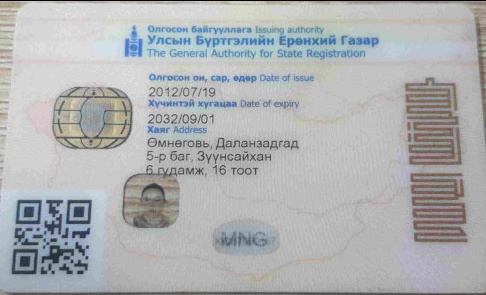 Олгосон байгууллага Issuing authority
Улсын Бүртгэлийн Ерөнхий Газар
The General Authority for State Registration
Олгосон он, сар, өдөр Date of issue
2012/07/19
Хүчинтэй хугацаа Date of expiry
2032/09/01
Хаяг Address
Өмнөговь, Даланзадгад
5-р баг, Зуунсайхан
6 гудамж, 16 тоот
MNG